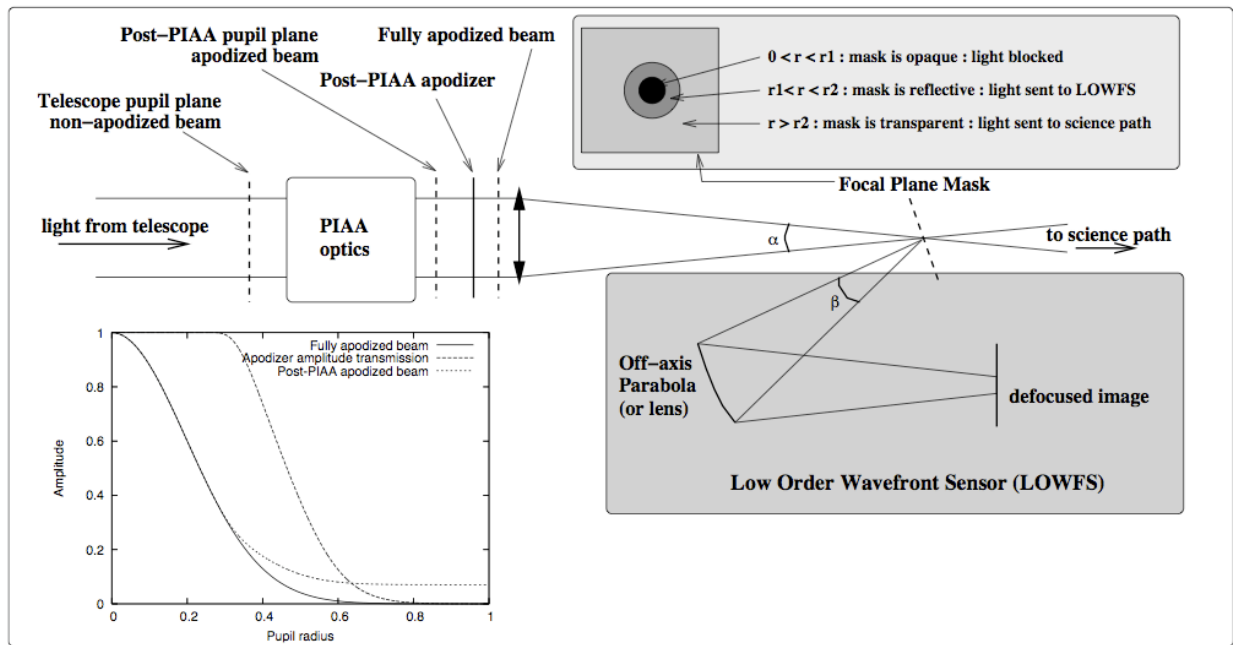 Post−PIAA pupil plane
apodized beam
Fully apodized beam
Post−PIAA apodizer
Telescope pupil plane
non−apodized beam
0 < r < r1 : mask is opaque : light blocked
r1< r < r2 : mask is reflective : light sent to LOWFS
r > r2 : mask is transparent : light sent to science path
Focal Plane Mask
light from telescope
PIAA
optics
α
to science path
β
Off−axis
Parabola
(or lens)
defocused image
Low Order Wavefront Sensor (LOWFS)
Fully apodized beam
Apodizer amplitude transmission
Post-PIAA apodized beam
1
0.8
0.6
0.4
0.2
0
Amplitude
0 0.2 0.4 0.6 0.8 1
Pupil radius